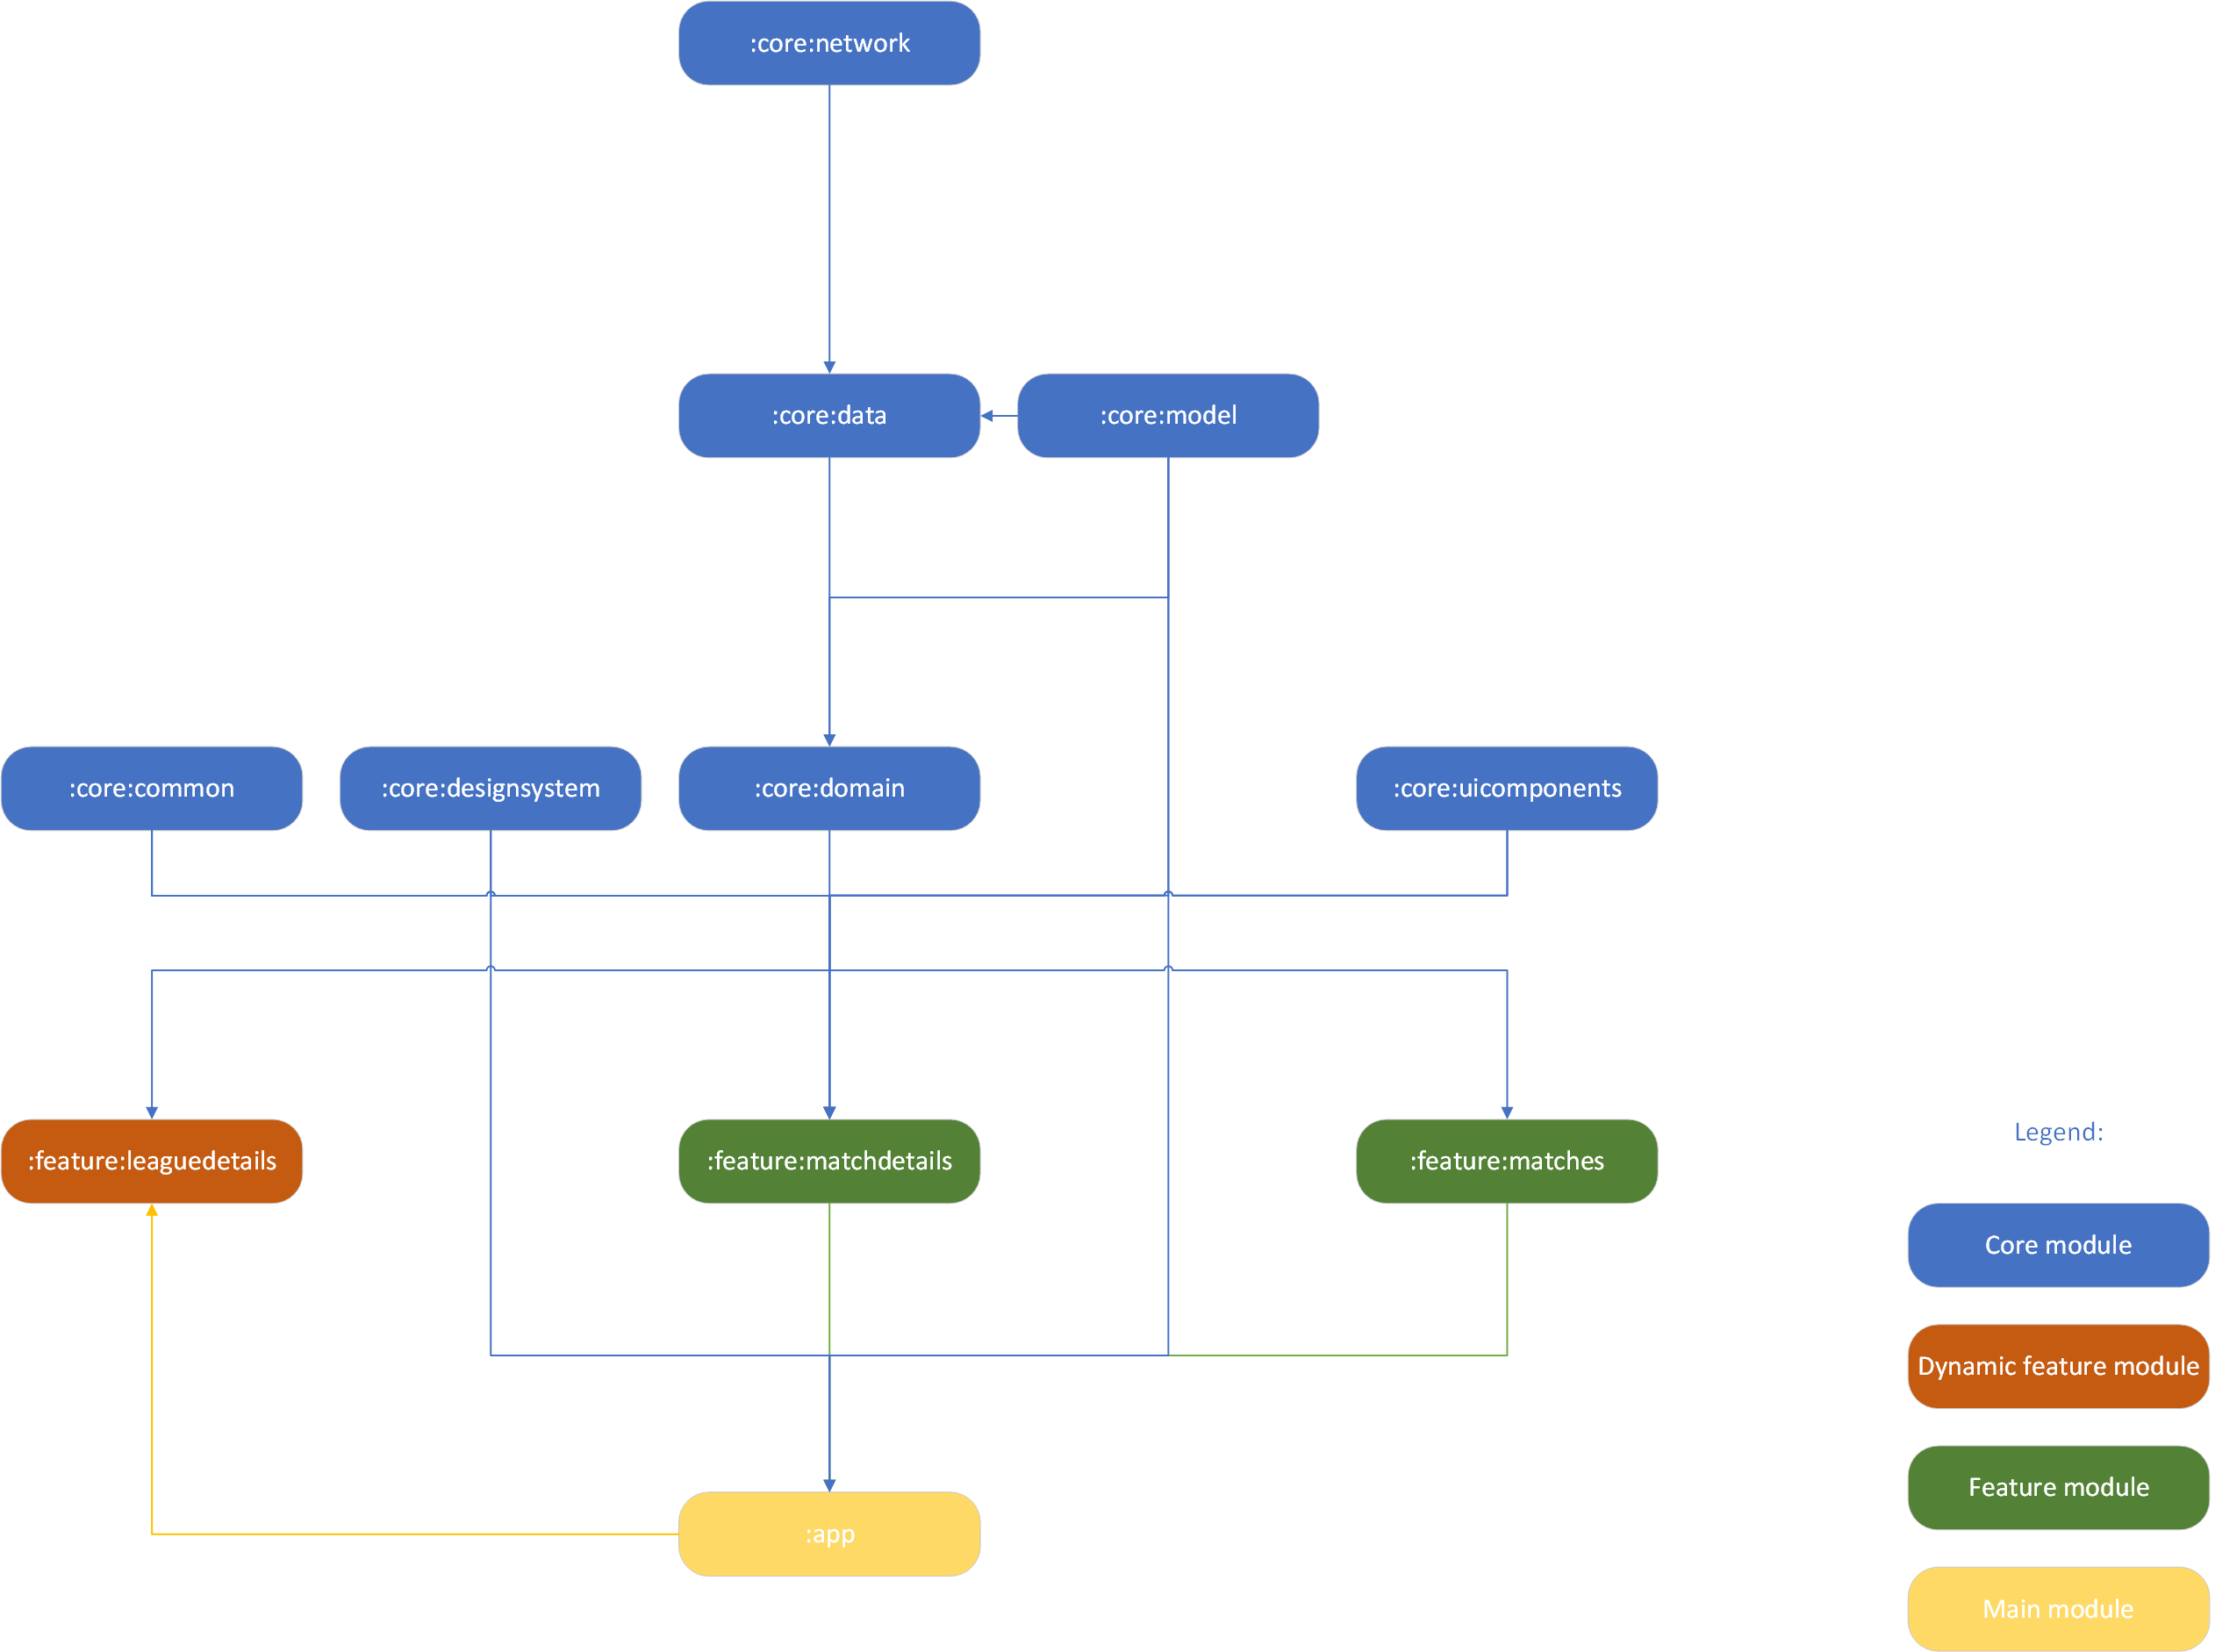 :core:network
:core:data
:core:model
:core:common
:core:designsystem
:core:domain
:core:uicomponents
:feature:leaguedetails
:feature:matchdetails
:feature:matches
:app
Legend:
Core module
Dynamic feature module
Feature module
Main module